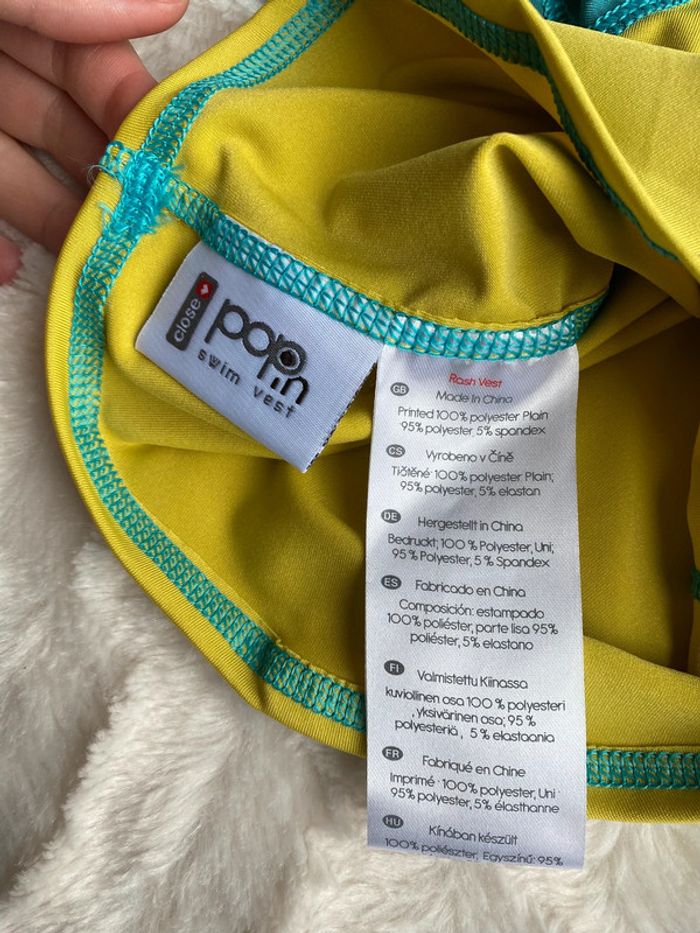 close
pop.in
swim vest
Rash Vest
GB Made In China
Printed 100% polyester Plain
95% polyester, 5% spandex
CS Vyrobeno v Číně
Tištěné: 100% polyester Plain;
95% polyester, 5% elastan
DE Hergestellt in China
Bedruckt; 100% Polyester, Uni;
95% Polyester, 5% Spandex
ES Fabricado en China
Composición: estampado
100% poliéster, parte lisa 95%
poliéster, 5% elastano
FI Valmistettu Kiinassa
kuviollinen osa 100% polyesteri
, yksivärinen osa; 95%
polyesteriä, 5% elastaania
FR Fabriqué en Chine
Imprimé : 100% polyester, Uni
95% polyester, 5% élasthanne
HU Kínában készült
100% poliészter, Egyszínű: 95%